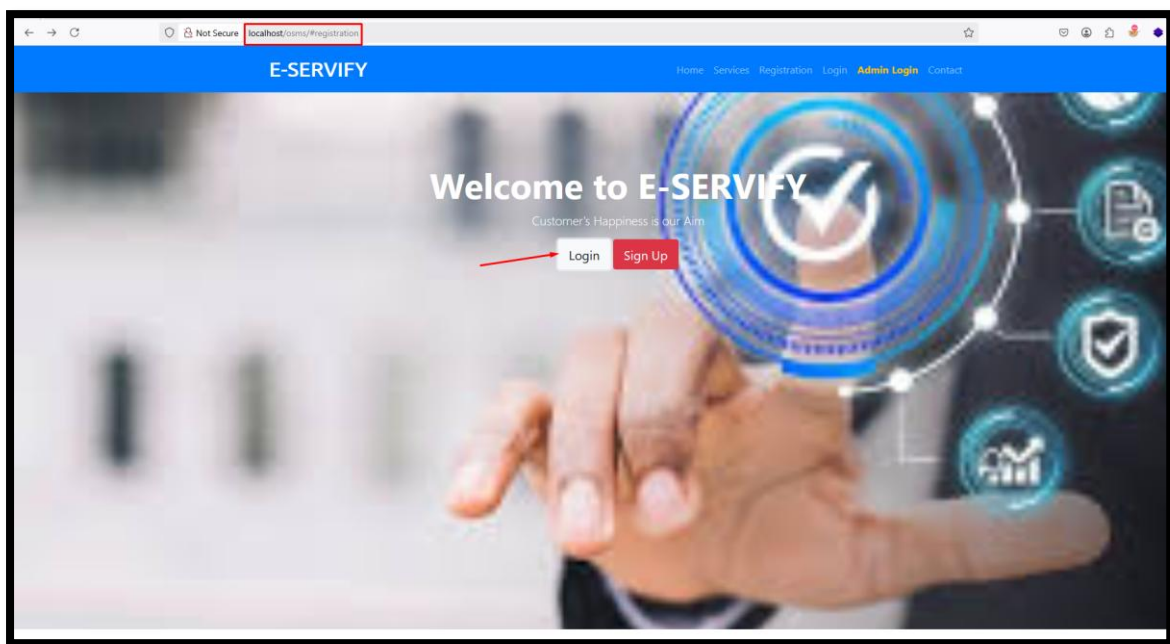 Not Secure localhost/osms/#registration
E-SERVIFY
Home Services Registration Login Admin Login Contact
Welcome to E-SERVIFY
Customer's Happiness is our Aim
Login Sign Up